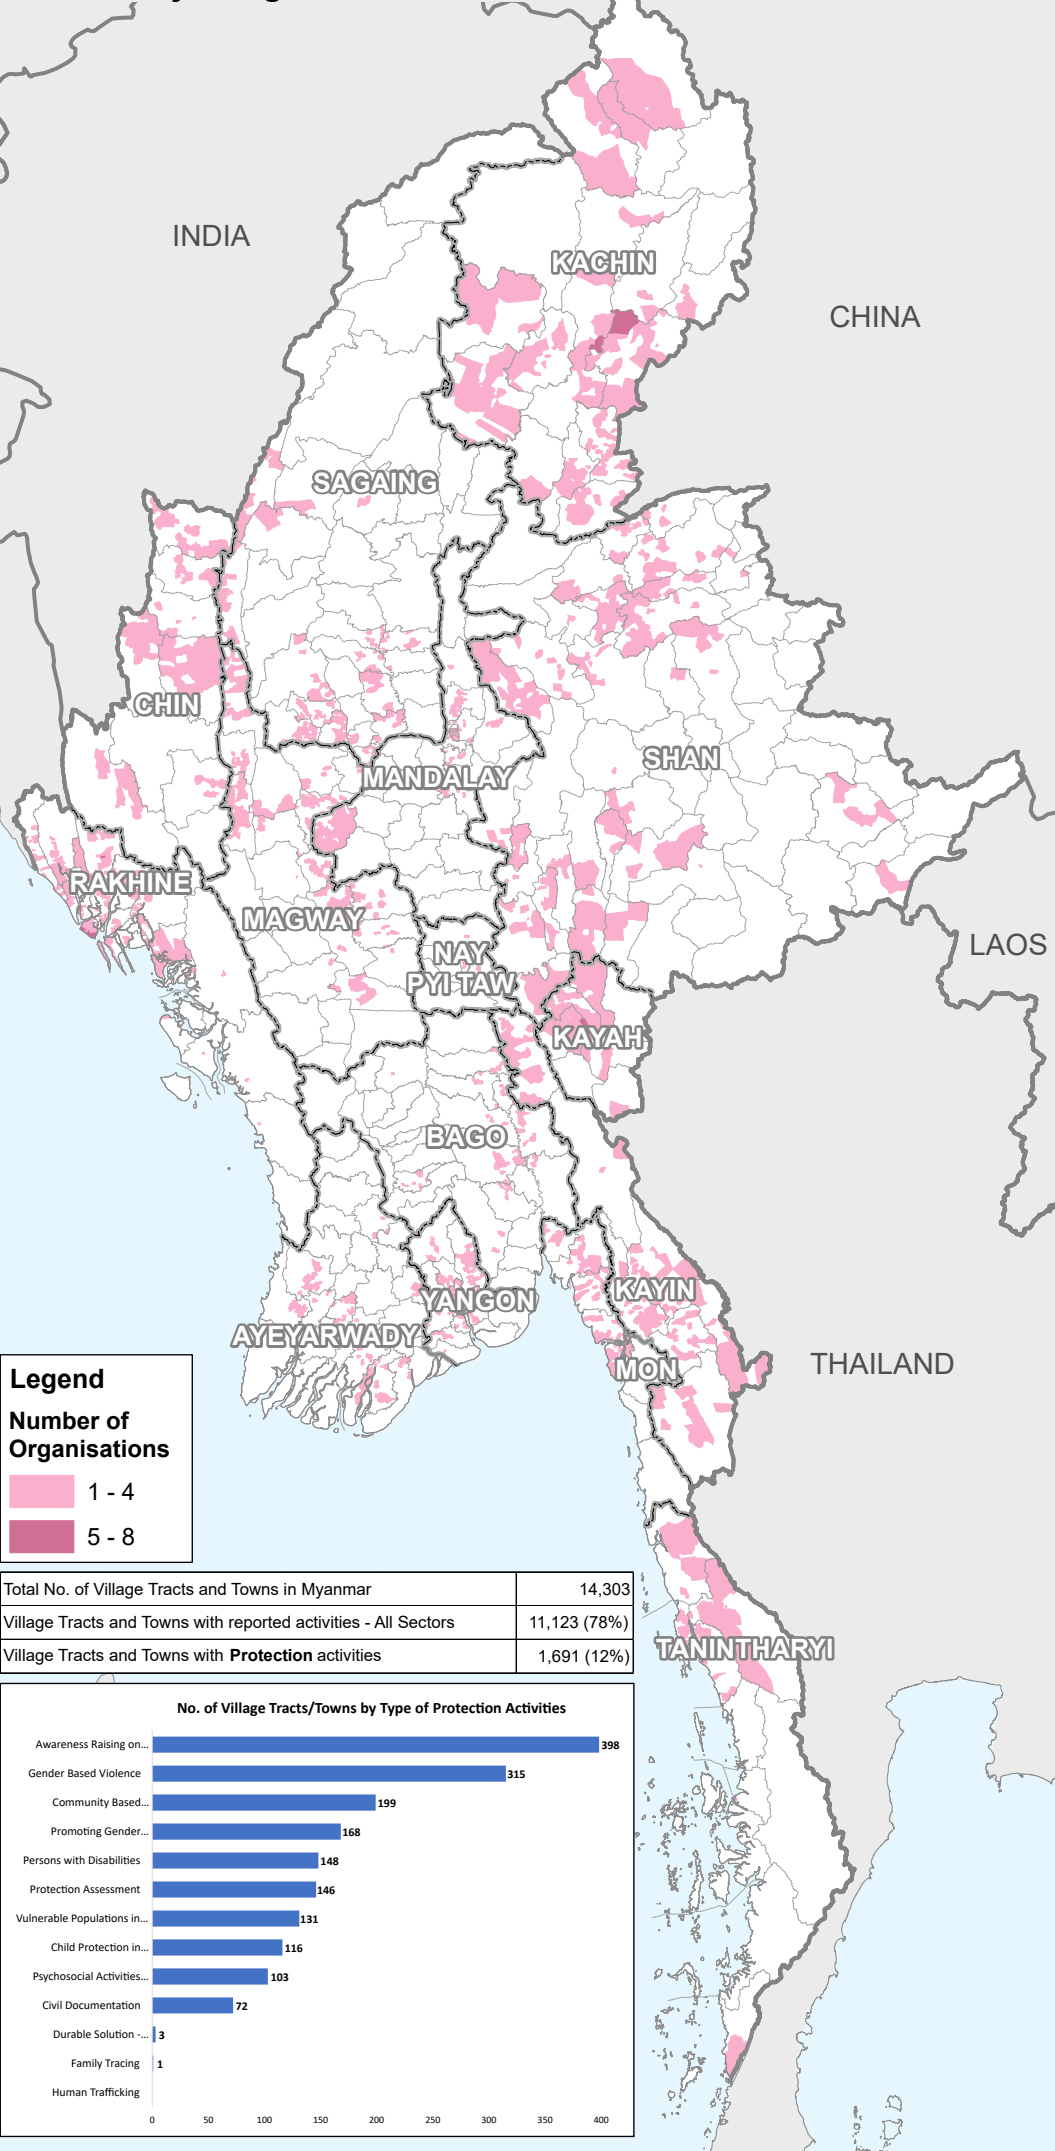 INDIA
KACHIN
CHINA
SAGAING
CHIN
SHAN
MANDALAY
RAKHINE
MAGWAY
NAY
PYI TAW
LAOS
KAYAH
BAGO
KAYIN
YANGON
AYEYARWADY
MON
THAILAND
TANINTHARYI
Legend
Number of
Organisations
1 - 4
5 - 8
Total No. of Village Tracts and Towns in Myanmar 14,303
Village Tracts and Towns with reported activities - All Sectors 11,123 (78%)
Village Tracts and Towns with Protection activities 1,691 (12%)
No. of Village Tracts/Towns by Type of Protection Activities
Awareness Raising on... 398
Gender Based Violence 315
Community Based... 199
Promoting Gender... 168
Persons with Disabilities 148
Protection Assessment 146
Vulnerable Populations in... 131
Child Protection in... 116
Psychosocial Activities... 103
Civil Documentation 72
Durable Solution -... 3
Family Tracing 1
Human Trafficking
0 50 100 150 200 250 300 350 400